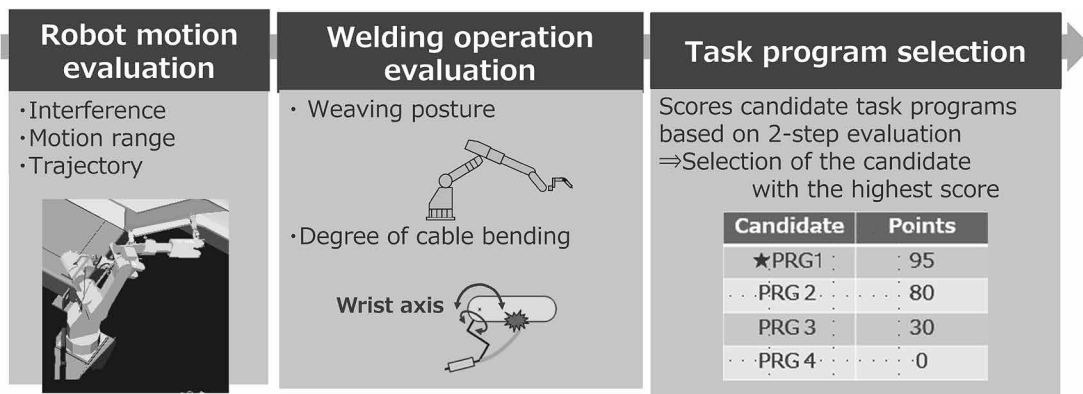 Robot motion
evaluation
・Interference
・Motion range
・Trajectory
Welding operation
evaluation
・ Weaving posture
・Degree of cable bending
Wrist axis
Task program selection
Scores candidate task programs
based on 2-step evaluation
⇒Selection of the candidate
with the highest score
Candidate Points
★PRG1 95
PRG 2 80
PRG 3 30
PRG 4 0